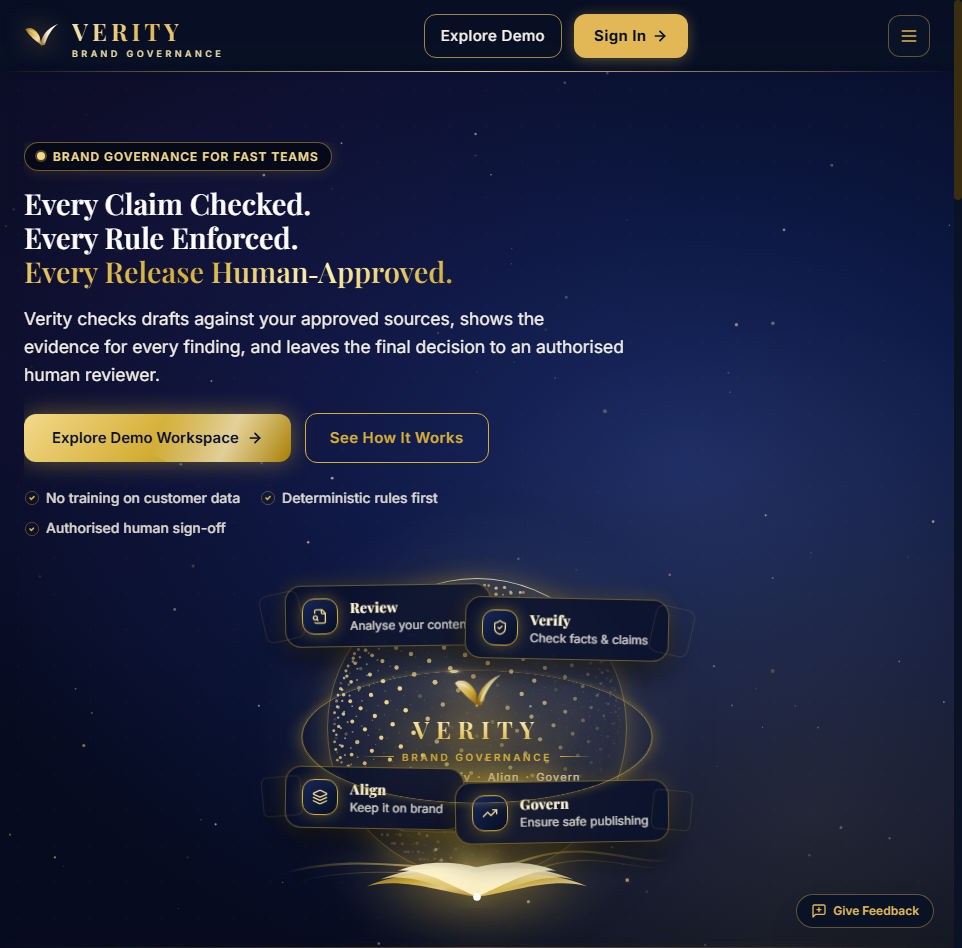 VERITY
BRAND GOVERNANCE
Explore Demo
Sign In
BRAND GOVERNANCE FOR FAST TEAMS
Every Claim Checked.
Every Rule Enforced.
Every Release Human-Approved.
Verity checks drafts against your approved sources, shows the
evidence for every finding, and leaves the final decision to an authorised
human reviewer.
Explore Demo Workspace
See How It Works
No training on customer data
Deterministic rules first
Authorised human sign-off
Review
Analyse your
Verify
Check facts & claims
VERITY
BRAND GOVERNANCE
· Align · Govern
Align
Keep it on brand
Govern
Ensure safe publishing
Give Feedback